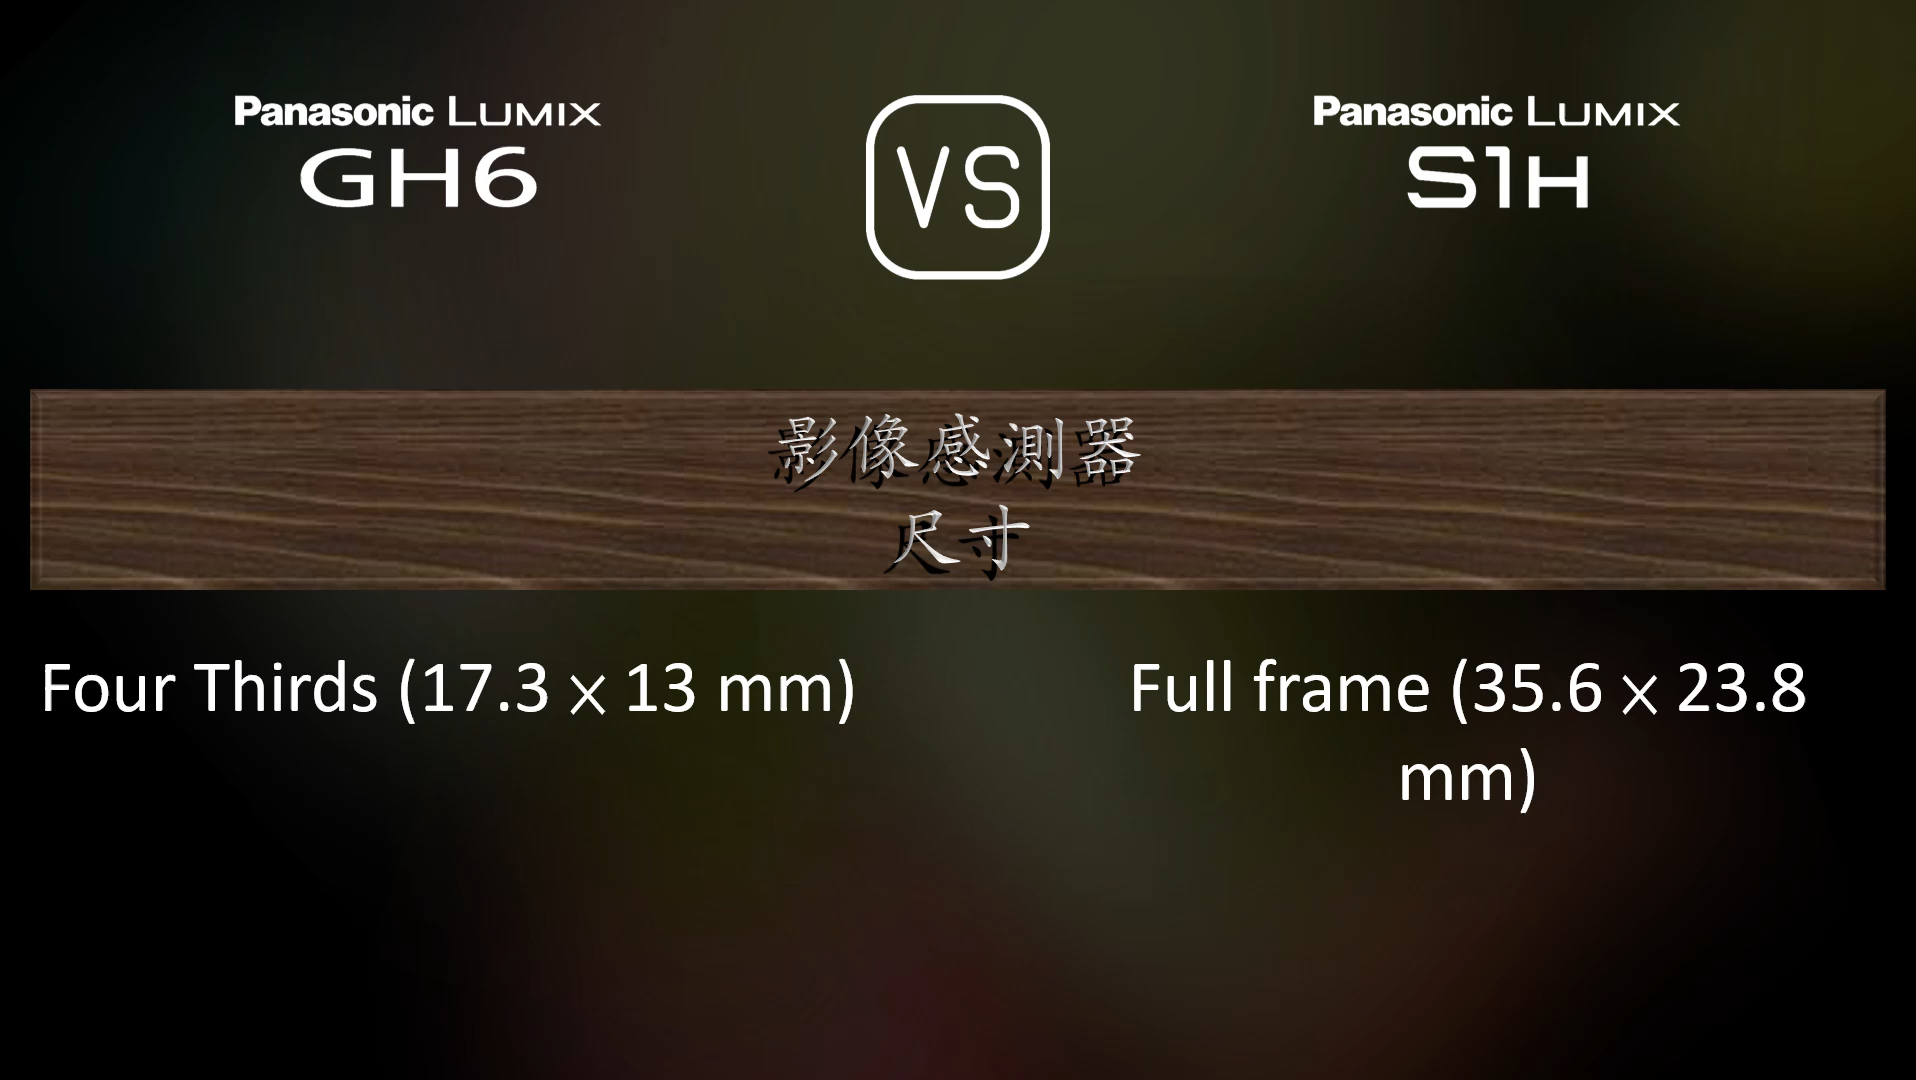 Panasonic LUMIX
GH6
VS
Panasonic LUMIX
S1H
影像感測器
尺寸
Four Thirds (17.3 x 13 mm)
Full frame (35.6 x 23.8
mm)